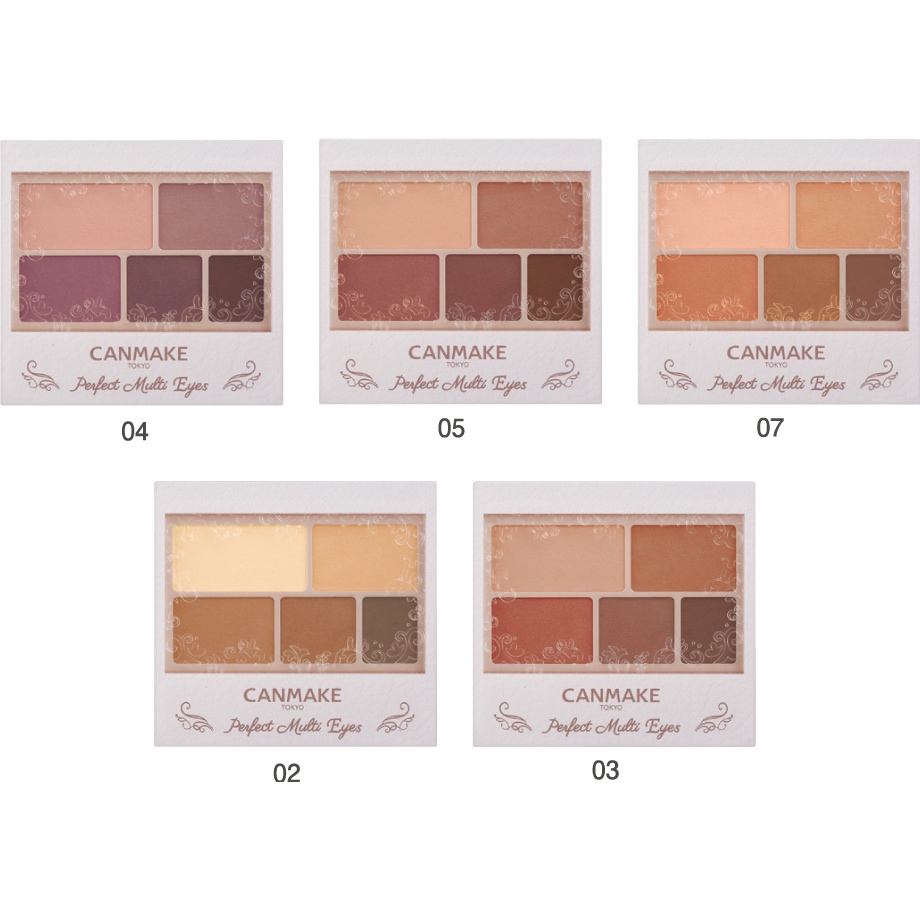 CANMAKE
TOKYO
Perfect Multi Eyes
04
CANMAKE
TOKYO
Perfect Multi Eyes
05
CANMAKE
TOKYO
Perfect Multi Eyes
07
CANMAKE
TOKYO
Perfect Multi Eyes
02
CANMAKE
TOKYO
Perfect Multi Eyes
03